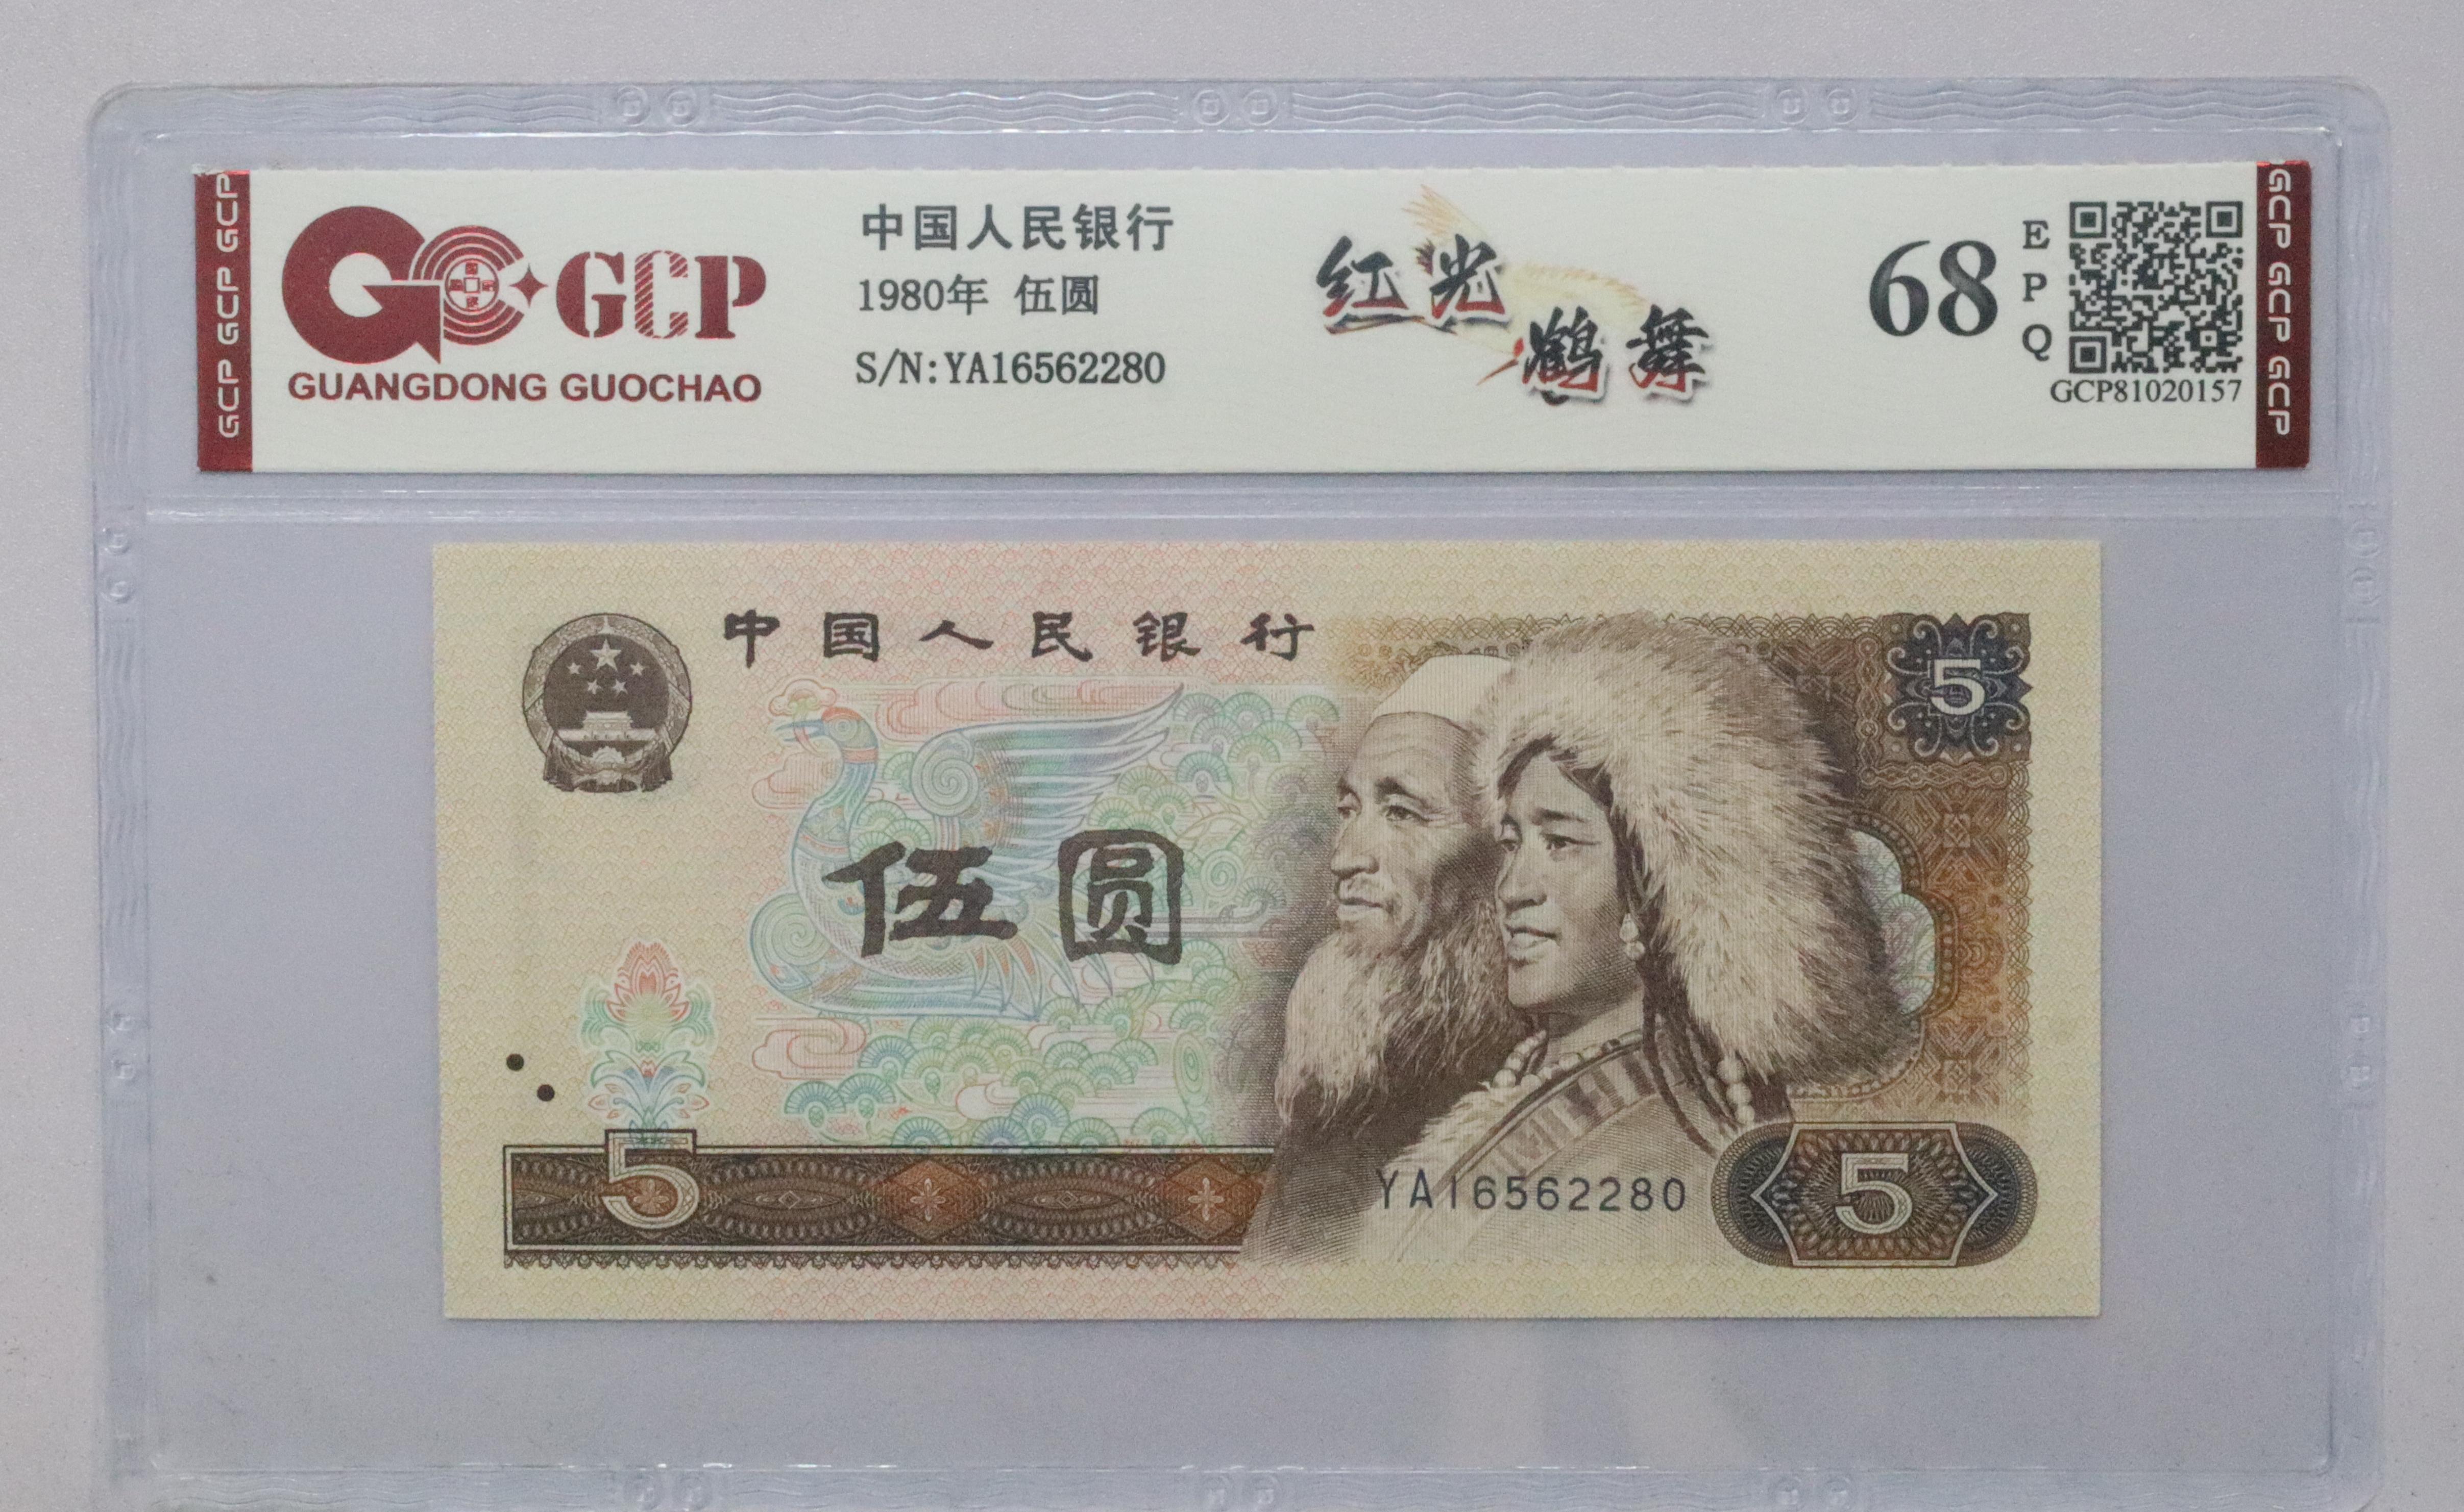 GCP GCP GCP
GCP
GUANGDONG GUOCHAO
中国人民银行
1980年 伍圆
S/N:YA16562280
红光
鹤舞
68
E
P
Q
GCP81020157
GCP GCP GCP
中国人民银行
5
伍圆
5
YA16562280
5